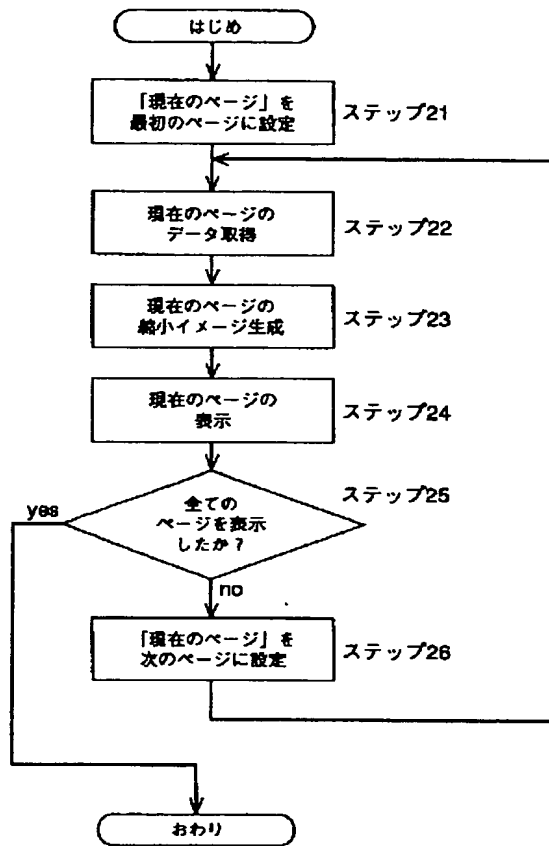 はじめ
「現在のページ」を
最初のページに設定
ステップ21
現在のページの
データ取得
ステップ22
現在のページの
縮小イメージ生成
ステップ23
現在のページの
表示
ステップ24
全ての
ページを表示
したか？
ステップ25
yes
no
「現在のページ」を
次のページに設定
ステップ26
おわり